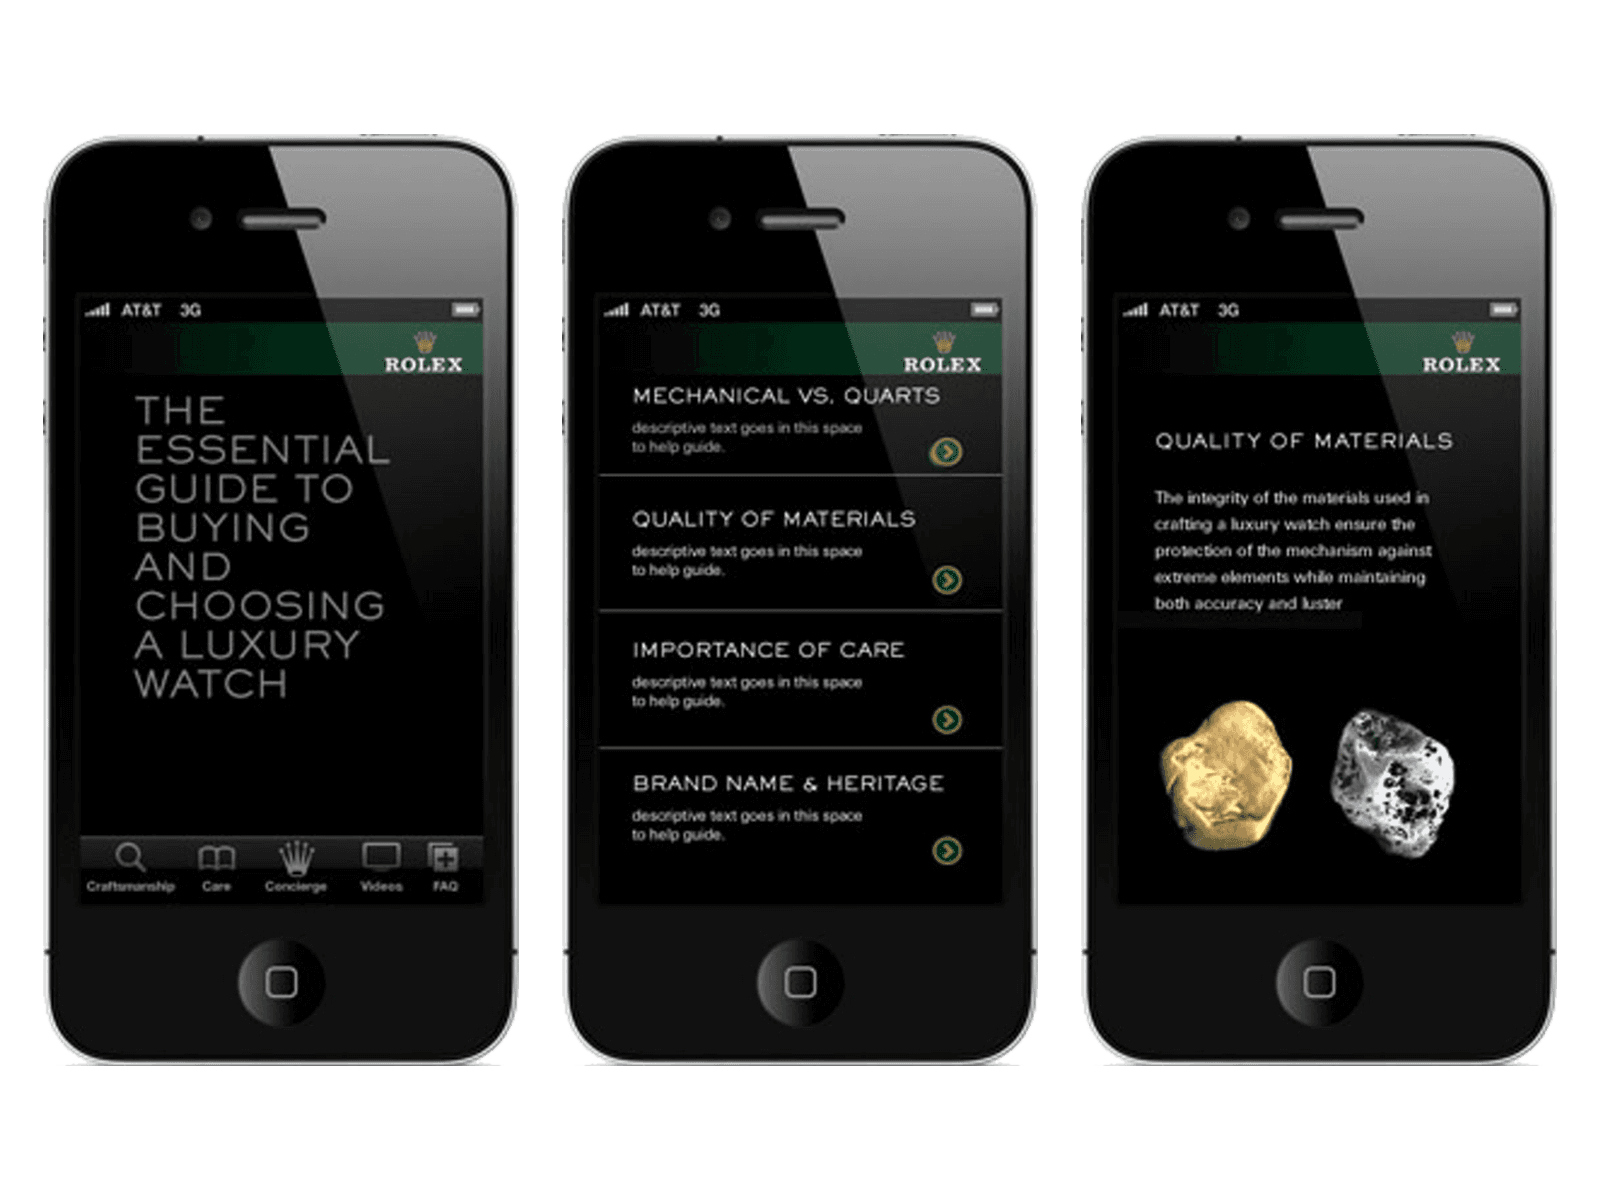 AT&T 3G
ROLEX
THE
ESSENTIAL
GUIDE TO
BUYING
AND
CHOOSING
A LUXURY
WATCH
Craftsmanship Care Concierge Videos FAQ
AT&T 3G
ROLEX
MECHANICAL VS. QUARTS
descriptive text goes in this space
to help guide.
QUALITY OF MATERIALS
descriptive text goes in this space
to help guide.
IMPORTANCE OF CARE
descriptive text goes in this space
to help guide.
BRAND NAME & HERITAGE
descriptive text goes in this space
to help guide.
AT&T 3G
ROLEX
QUALITY OF MATERIALS
The integrity of the materials used in
crafting a luxury watch ensure the
protection of the mechanism against
extreme elements while maintaining
both accuracy and luster